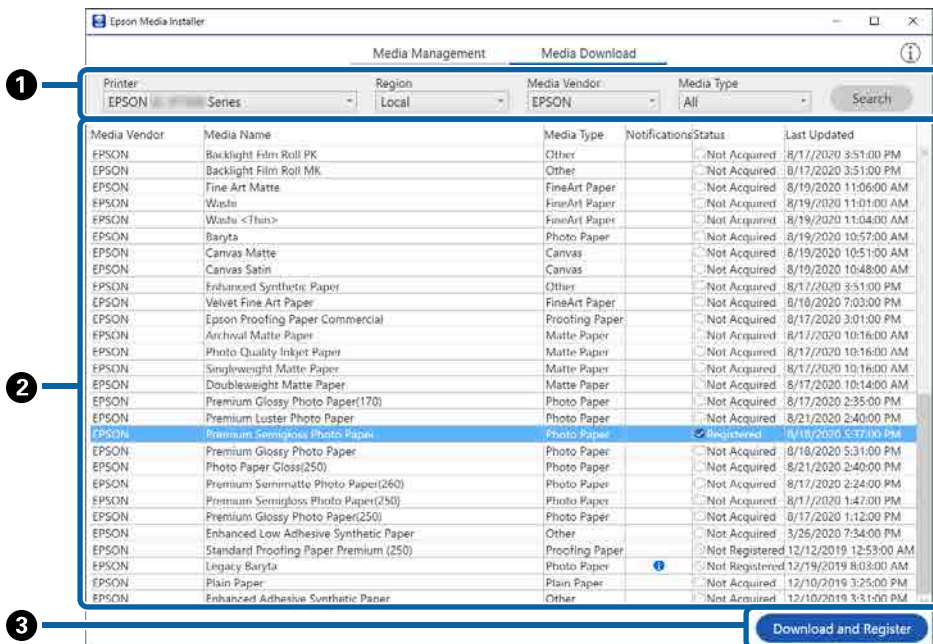 Epson Media Installer
Media Management Media Download
1
Printer Region Media Vendor Media Type
EPSON Series Local EPSON All Search
2
Media Vendor Media Name Media Type Notifications Status Last Updated
EPSON Backlight Film Roll PK Other Not Acquired 8/17/2020 3:51:00 PM
EPSON Backlight Film Roll MK Other Not Acquired 8/17/2020 3:51:00 PM
EPSON Fine Art Matte FineArt Paper Not Acquired 8/19/2020 11:06:00 AM
EPSON Washi FineArt Paper Not Acquired 8/19/2020 11:01:00 AM
EPSON Washi <Thin> FineArt Paper Not Acquired 8/19/2020 11:04:00 AM
EPSON Baryta Photo Paper Not Acquired 8/19/2020 10:57:00 AM
EPSON Canvas Matte Canvas Not Acquired 8/19/2020 10:51:00 AM
EPSON Canvas Satin Canvas Not Acquired 8/19/2020 10:48:00 AM
EPSON Enhanced Synthetic Paper Other Not Acquired 8/17/2020 3:51:00 PM
EPSON Velvet Fine Art Paper FineArt Paper Not Acquired 8/18/2020 7:03:00 PM
EPSON Epson Proofing Paper Commercial Proofing Paper Not Acquired 8/17/2020 3:01:00 PM
EPSON Archival Matte Paper Matte Paper Not Acquired 8/17/2020 10:16:00 AM
EPSON Photo Quality Inkjet Paper Matte Paper Not Acquired 8/17/2020 10:16:00 AM
EPSON Singleweight Matte Paper Matte Paper Not Acquired 8/17/2020 10:16:00 AM
EPSON Doubleweight Matte Paper Matte Paper Not Acquired 8/17/2020 10:14:00 AM
EPSON Premium Glossy Photo Paper(170) Photo Paper Not Acquired 8/17/2020 2:35:00 PM
EPSON Premium Luster Photo Paper Photo Paper Not Acquired 8/21/2020 2:40:00 PM
EPSON Premium Semigloss Photo Paper Photo Paper Registered 8/18/2020 5:37:00 PM
EPSON Premium Glossy Photo Paper Photo Paper Not Acquired 8/18/2020 5:31:00 PM
EPSON Photo Paper Gloss(250) Photo Paper Not Acquired 8/21/2020 2:40:00 PM
EPSON Premium Semimatte Photo Paper(260) Photo Paper Not Acquired 8/17/2020 2:24:00 PM
EPSON Premium Semigloss Photo Paper(250) Photo Paper Not Acquired 8/17/2020 1:47:00 PM
EPSON Premium Glossy Photo Paper(250) Photo Paper Not Acquired 8/17/2020 1:12:00 PM
EPSON Enhanced Low Adhesive Synthetic Paper Other Not Acquired 3/26/2020 7:34:00 PM
EPSON Standard Proofing Paper Premium (250) Proofing Paper Not Registered 12/12/2019 12:53:00 AM
EPSON Legacy Baryta Photo Paper Not Registered 12/19/2019 8:03:00 AM
EPSON Plain Paper Plain Paper Not Acquired 12/10/2019 3:25:00 PM
EPSON Enhanced Adhesive Synthetic Paper Other Not Acquired 12/10/2019 3:31:00 PM
3
Download and Register